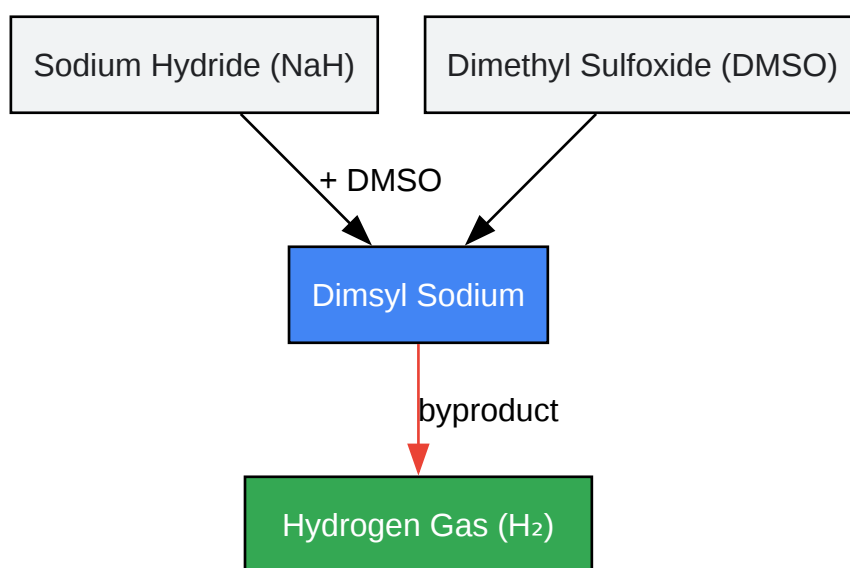 Sodium Hydride (NaH)
Dimethyl Sulfoxide (DMSO)
+ DMSO
Dimsyl Sodium
byproduct
Hydrogen Gas (H₂)